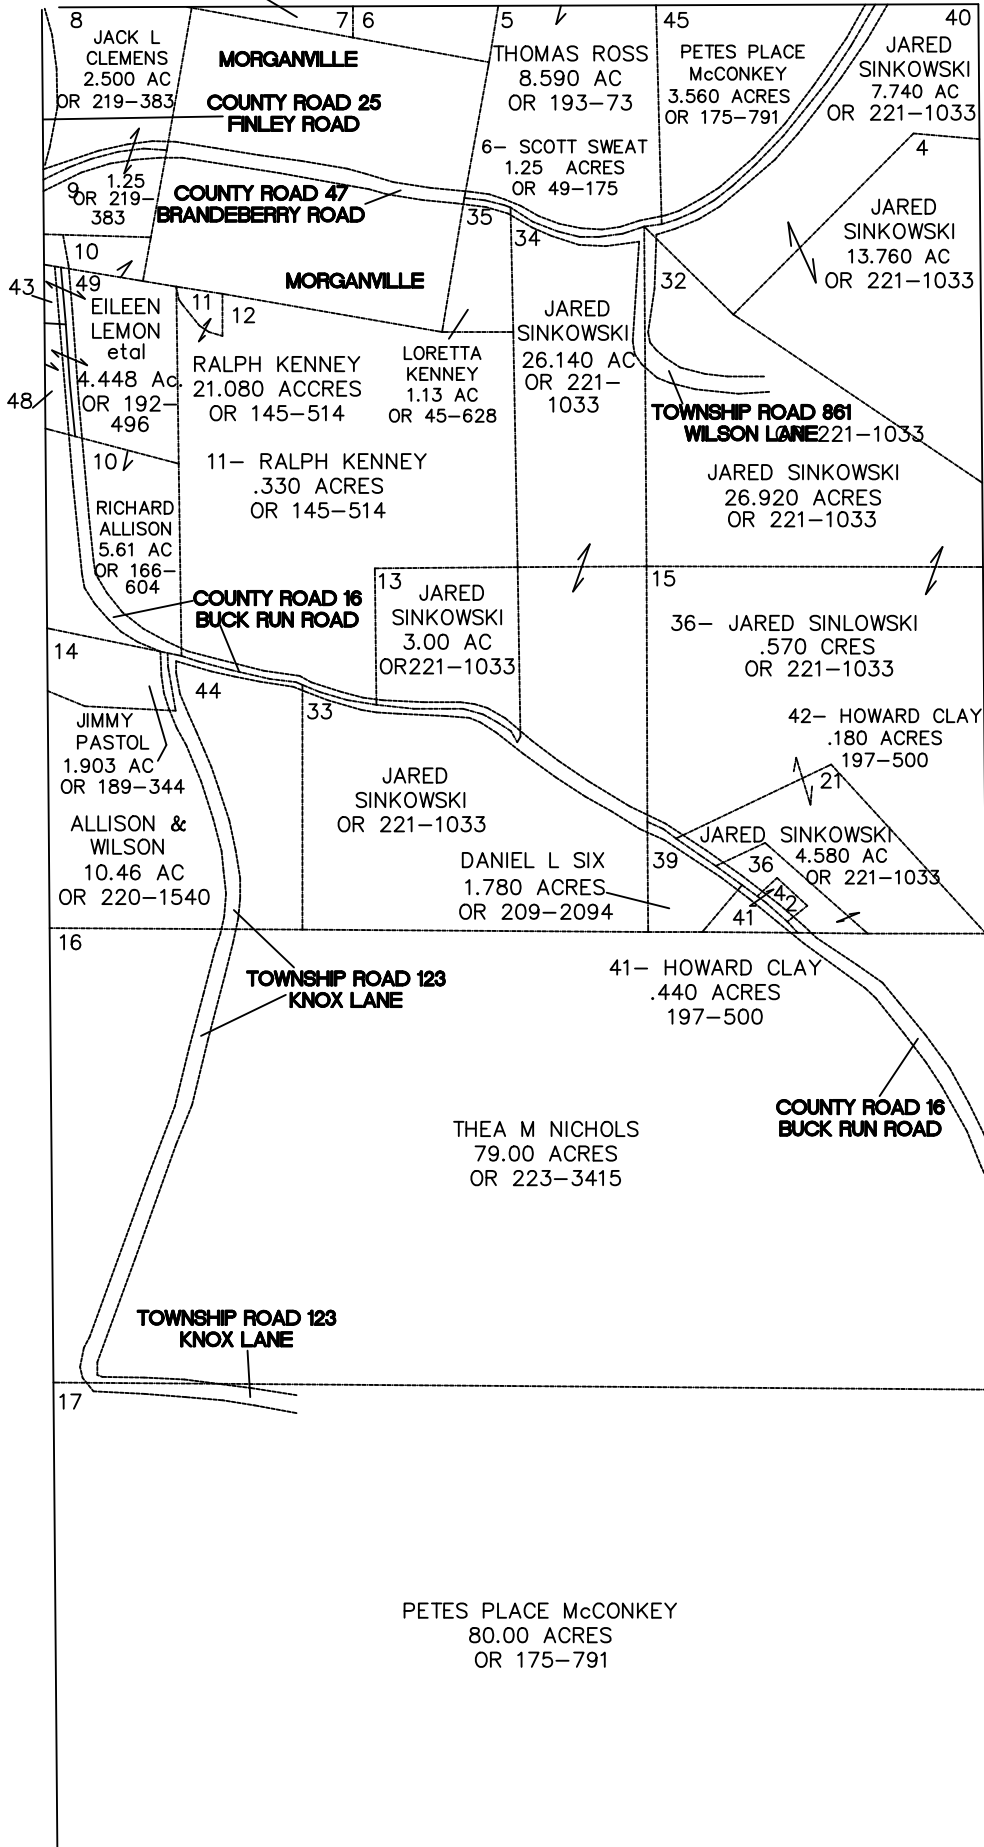 8
7
6
5
45
40
JACK L
CLEMENS
2.500 AC
OR 219-383
MORGANVILLE
COUNTY ROAD 25
FINLEY ROAD
THOMAS ROSS
8.590 AC
OR 193-73
6- SCOTT SWEAT
1.25 ACRES
OR 49-175
PETES PLACE
McCONKEY
3.560 ACRES
OR 175-791
JARED
SINKOWSKI
7.740 AC
OR 221-1033
4
9
1.25
OR 219-
383
COUNTY ROAD 47
BRANDEBERRY ROAD
35
34
JARED
SINKOWSKI
13.760 AC
OR 221-1033
10
MORGANVILLE
32
43
49
EILEEN
LEMON
etal
4.448 Ac.
OR 192-
496
11
12
RALPH KENNEY
21.080 ACCRES
OR 145-514
LORETTA
KENNEY
1.13 AC
OR 45-628
JARED
SINKOWSKI
26.140 AC
OR 221-
1033
48
TOWNSHIP ROAD 861
WILSON LANE
OR 221-1033
10
11- RALPH KENNEY
.330 ACRES
OR 145-514
JARED SINKOWSKI
26.920 ACRES
OR 221-1033
RICHARD
ALLISON
5.61 AC
OR 166-
604
COUNTY ROAD 16
BUCK RUN ROAD
13
JARED
SINKOWSKI
3.00 AC
OR221-1033
15
36- JARED SINLOWSKI
.570 CRES
OR 221-1033
14
44
33
JIMMY
PASTOL
1.903 AC
OR 189-344
42- HOWARD CLAY
.180 ACRES
197-500
21
JARED
SINKOWSKI
OR 221-1033
ALLISON &
WILSON
10.46 AC
OR 220-1540
DANIEL L SIX
1.780 ACRES
OR 209-2094
39
JARED SINKOWSKI
4.580 AC
OR 221-1033
36
42
41
16
TOWNSHIP ROAD 123
KNOX LANE
41- HOWARD CLAY
.440 ACRES
197-500
COUNTY ROAD 16
BUCK RUN ROAD
THEA M NICHOLS
79.00 ACRES
OR 223-3415
TOWNSHIP ROAD 123
KNOX LANE
17
PETES PLACE McCONKEY
80.00 ACRES
OR 175-791